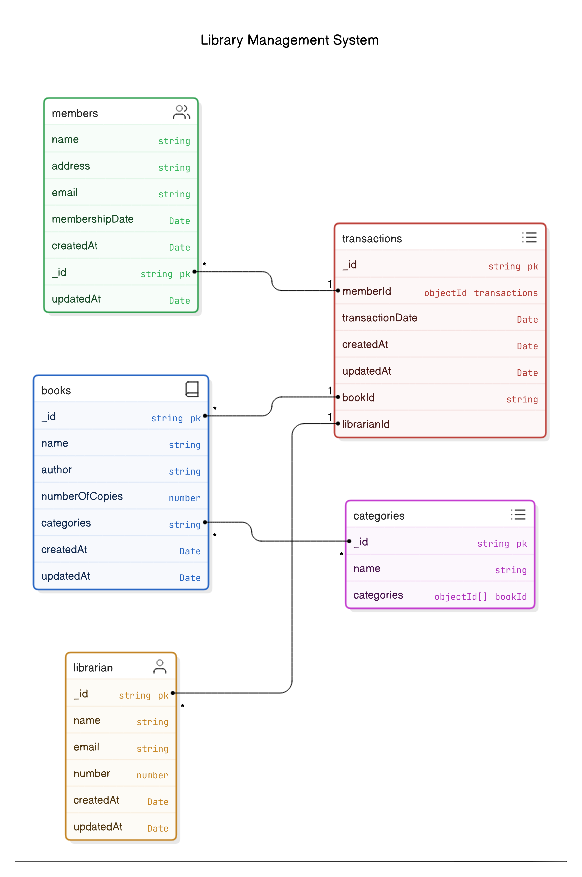 Library Management System
members
name string
address string
email string
membershipDate Date
createdAt Date
_id string pk
updatedAt Date
*
1
transactions
_id string pk
memberId objectId transactions
transactionDate Date
createdAt Date
updatedAt Date
bookId string
librarianId
1
1
books
_id string pk
name string
author string
numberOfCopies number
categories string
createdAt Date
updatedAt Date
*
*
categories
_id string pk
name string
categories objectId[] bookId
*
librarian
_id string pk
name string
email string
number number
createdAt Date
updatedAt Date
*